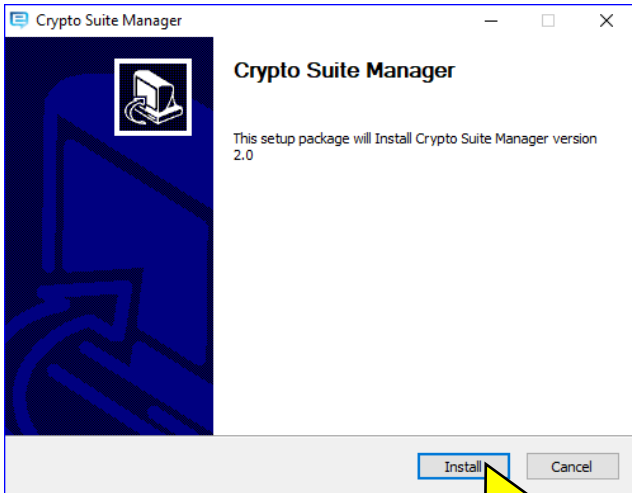 Crypto Suite Manager
Crypto Suite Manager
This setup package will Install Crypto Suite Manager version
2.0
Install
Cancel